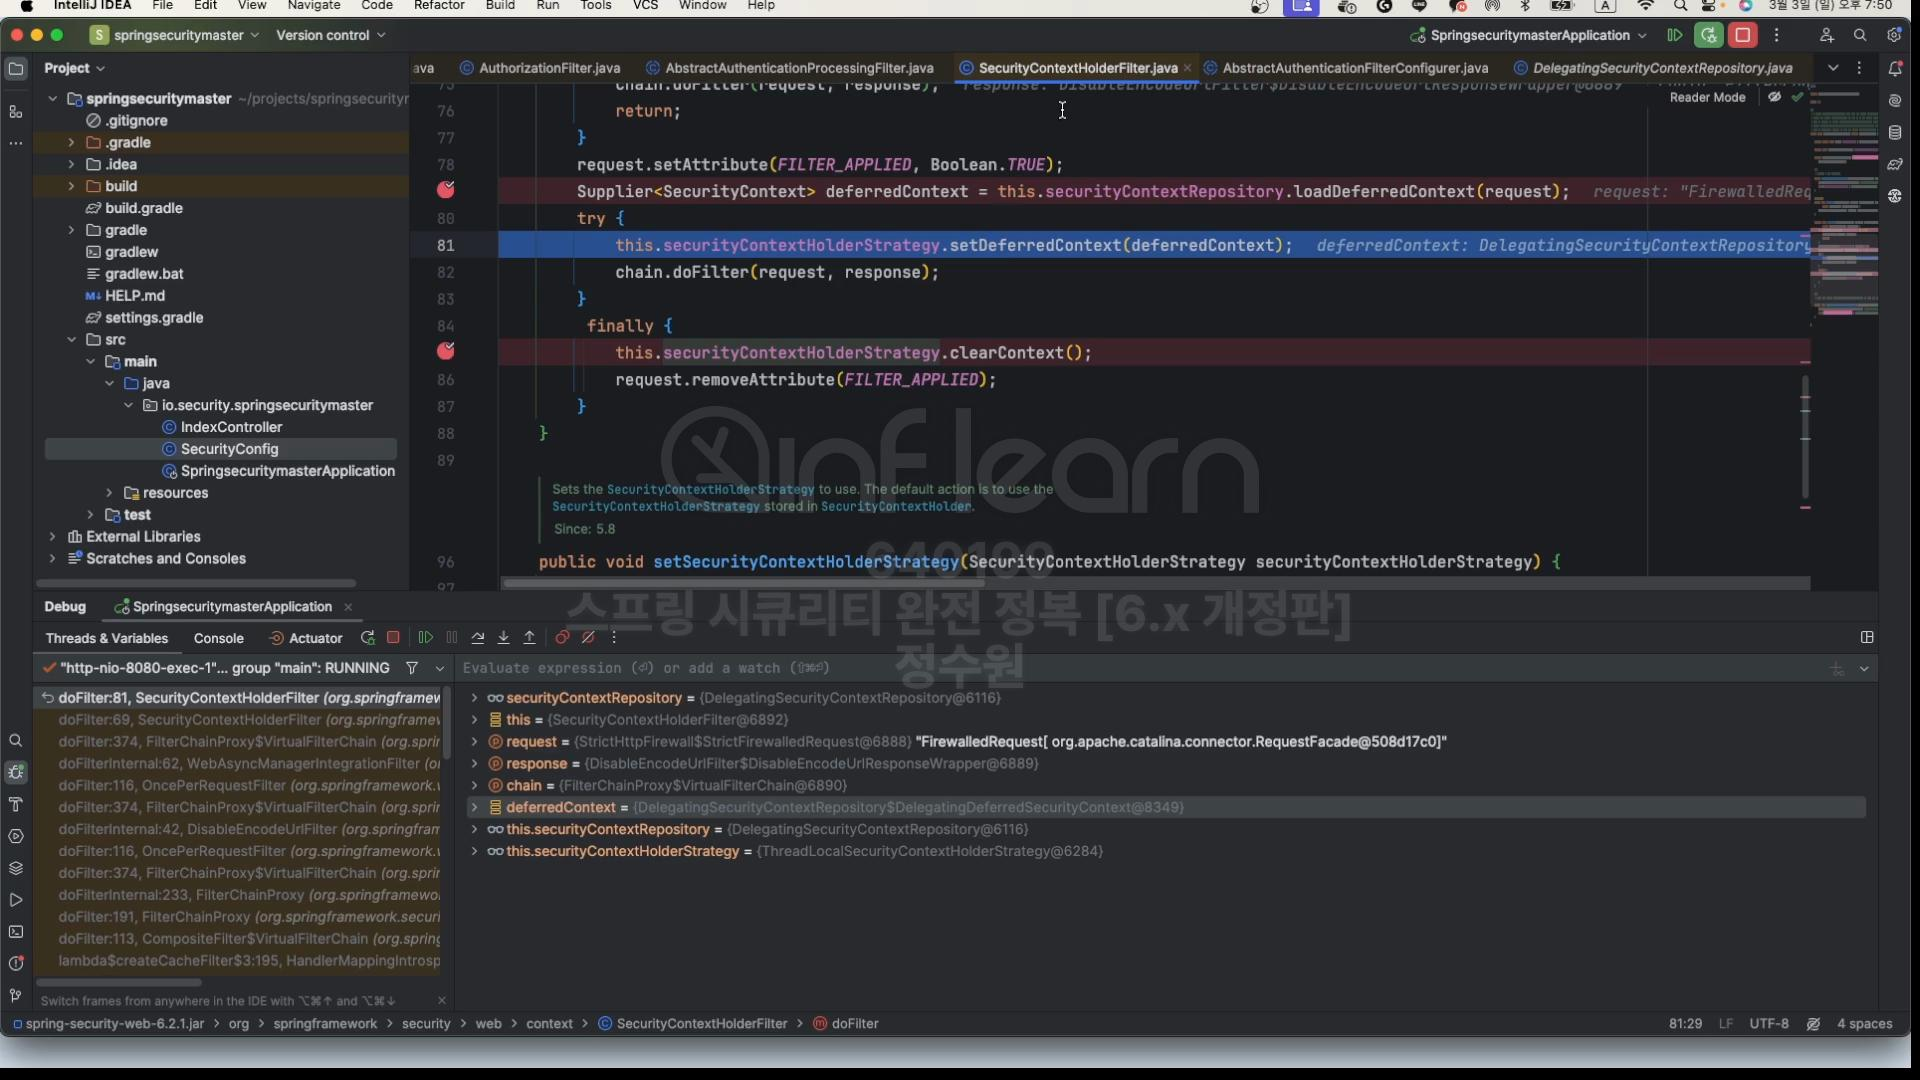 IntelliJ IDEA File Edit View Navigate Code Refactor Build Run Tools VCS Window Help A 3월 3일 (일) 오후 7:50
S springsecuritymaster Version control SpringsecuritymasterApplication
Project
ava AuthorizationFilter.java AbstractAuthenticationProcessingFilter.java SecurityContextHolderFilter.java AbstractAuthenticationFilterConfigurer.java DelegatingSecurityContextRepository.java
springsecuritymaster ~/projects/springsecurityr
.gitignore
.gradle
.idea
build
build.gradle
gradle
gradlew
gradlew.bat
HELP.md
settings.gradle
src
main
java
io.security.springsecuritymaster
IndexController
SecurityConfig
SpringsecuritymasterApplication
resources
test
External Libraries
Scratches and Consoles
Reader Mode
75 chain.doFilter(request, response); response: DisableEncodeUrlFilter$DisableEncodeUrlResponseWrapper@6889
76 return;
77 }
78 request.setAttribute(FILTER_APPLIED, Boolean.TRUE);
Supplier<SecurityContext> deferredContext = this.securityContextRepository.loadDeferredContext(request); request: "FirewalledReq
80 try {
81 this.securityContextHolderStrategy.setDeferredContext(deferredContext); deferredContext: DelegatingSecurityContextRepository
82 chain.doFilter(request, response);
83 }
84 finally {
this.securityContextHolderStrategy.clearContext();
86 request.removeAttribute(FILTER_APPLIED);
87 }
88 }
89
Sets the SecurityContextHolderStrategy to use. The default action is to use the
SecurityContextHolderStrategy stored in SecurityContextHolder.
Since: 5.8
96 public void setSecurityContextHolderStrategy(SecurityContextHolderStrategy securityContextHolderStrategy) {
97
inflearn
640190
스프링 시큐리티 완전 정복 [6.x 개정판]
정수원
Debug SpringsecuritymasterApplication
Threads & Variables Console Actuator
"http-nio-8080-exec-1"... group "main": RUNNING
Evaluate expression (⏎) or add a watch (⇧⌘⏎)
doFilter:81, SecurityContextHolderFilter (org.springframew
doFilter:69, SecurityContextHolderFilter (org.springframew
doFilter:374, FilterChainProxy$VirtualFilterChain (org.spri
doFilterInternal:62, WebAsyncManagerIntegrationFilter (or
doFilter:116, OncePerRequestFilter (org.springframework.w
doFilter:374, FilterChainProxy$VirtualFilterChain (org.spri
doFilterInternal:42, DisableEncodeUrlFilter (org.springfram
doFilter:116, OncePerRequestFilter (org.springframework.w
doFilter:374, FilterChainProxy$VirtualFilterChain (org.spri
doFilterInternal:233, FilterChainProxy (org.springframewo
doFilter:191, FilterChainProxy (org.springframework.securi
doFilter:113, CompositeFilter$VirtualFilterChain (org.spring
lambda$createCacheFilter$3:195, HandlerMappingIntrosp
securityContextRepository = {DelegatingSecurityContextRepository@6116}
this = {SecurityContextHolderFilter@6892}
request = {StrictHttpFirewall$StrictFirewalledRequest@6888} "FirewalledRequest[ org.apache.catalina.connector.RequestFacade@508d17c0]"
response = {DisableEncodeUrlFilter$DisableEncodeUrlResponseWrapper@6889}
chain = {FilterChainProxy$VirtualFilterChain@6890}
deferredContext = {DelegatingSecurityContextRepository$DelegatingDeferredSecurityContext@8349}
this.securityContextRepository = {DelegatingSecurityContextRepository@6116}
this.securityContextHolderStrategy = {ThreadLocalSecurityContextHolderStrategy@6284}
Switch frames from anywhere in the IDE with ⌥⌘↑ and ⌥⌘↓
spring-security-web-6.2.1.jar > org > springframework > security > web > context > SecurityContextHolderFilter > doFilter
81:29 LF UTF-8 4 spaces